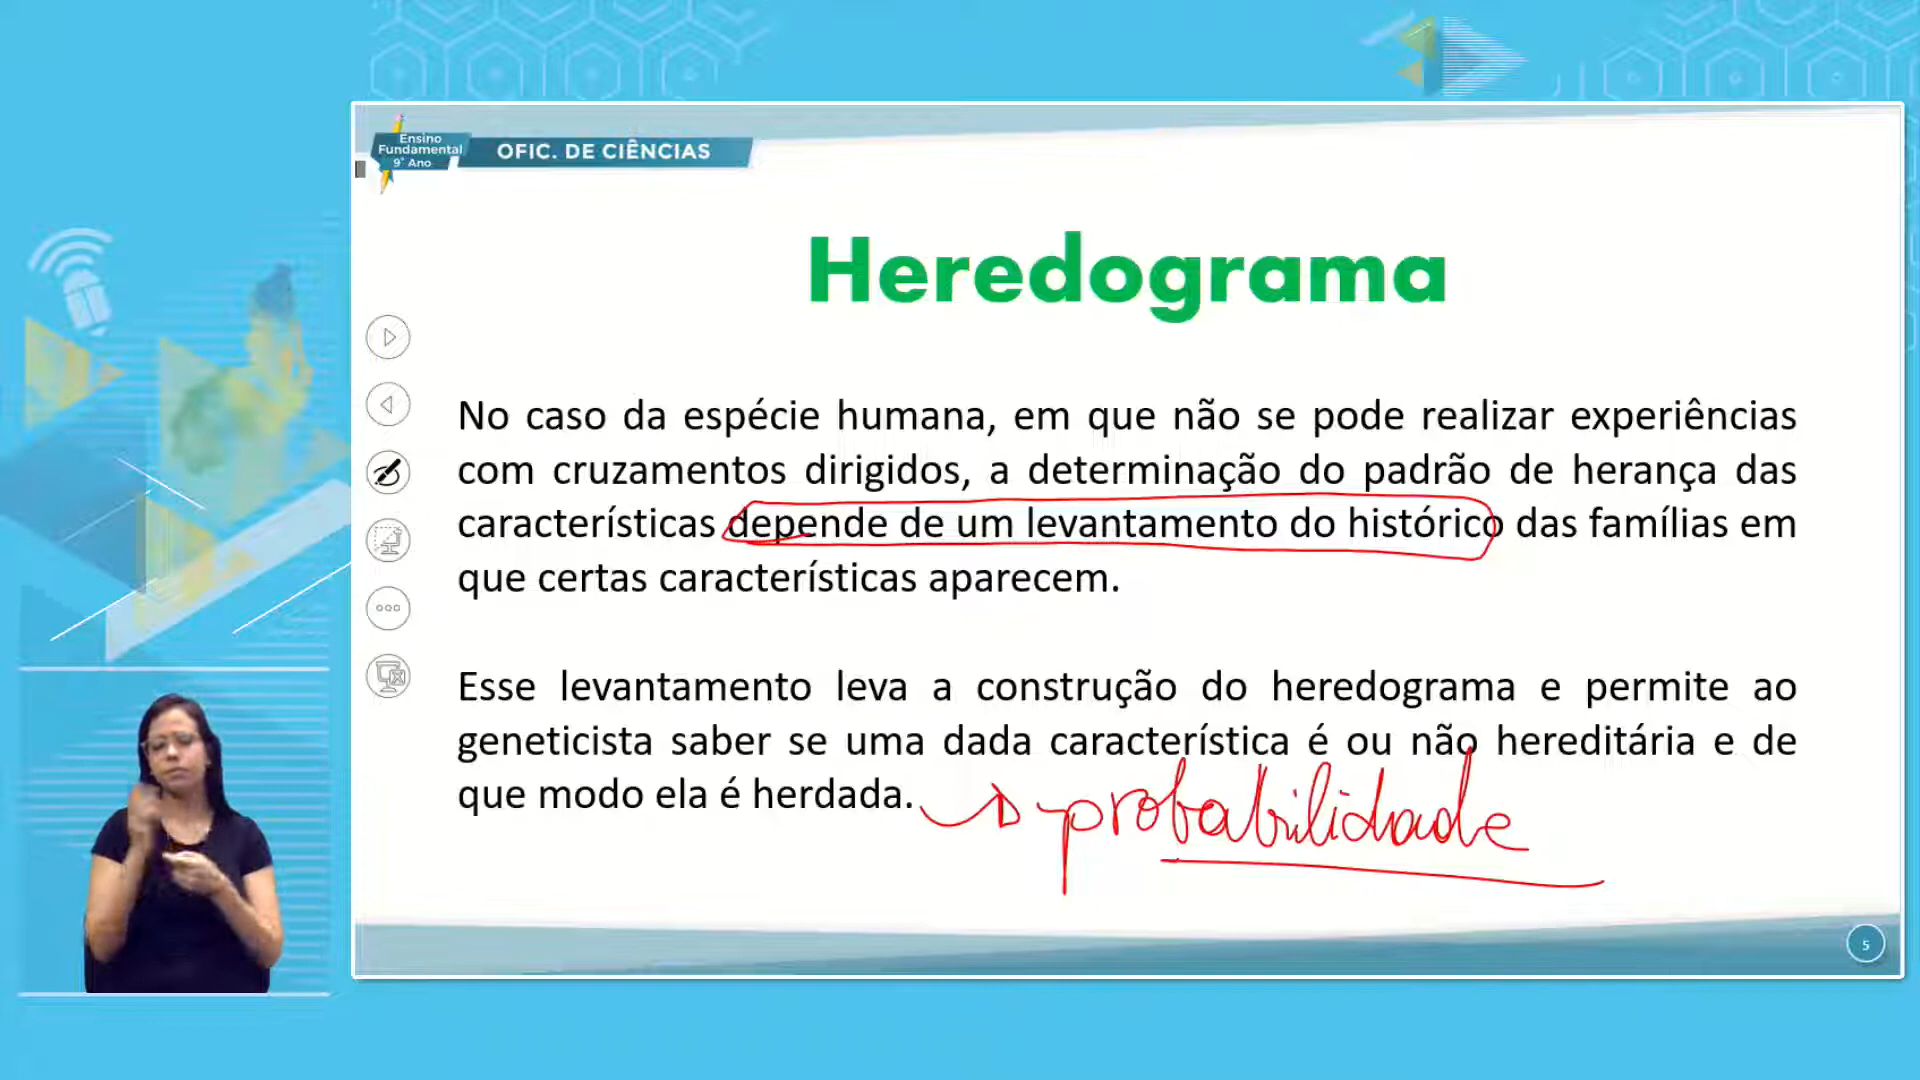 Ensino
Fundamental
9° Ano
OFIC. DE CIÊNCIAS
Heredograma
No caso da espécie humana, em que não se pode realizar experiências
com cruzamentos dirigidos, a determinação do padrão de herança das
características depende de um levantamento do histórico das famílias em
que certas características aparecem.
Esse levantamento leva a construção do heredograma e permite ao
geneticista saber se uma dada característica é ou não hereditária e de
que modo ela é herdada.
probabilidade
5